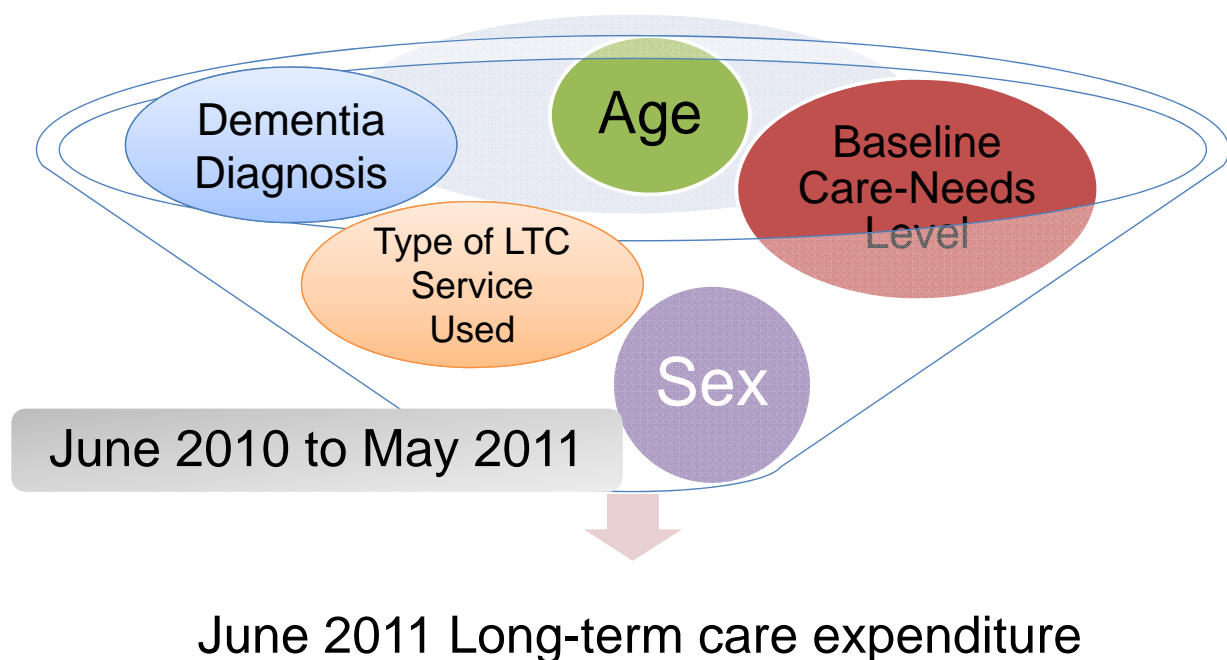 Dementia
Diagnosis
Age
Baseline
Care-Needs
Level
Type of LTC
Service
Used
Sex
June 2010 to May 2011
June 2011 Long-term care expenditure